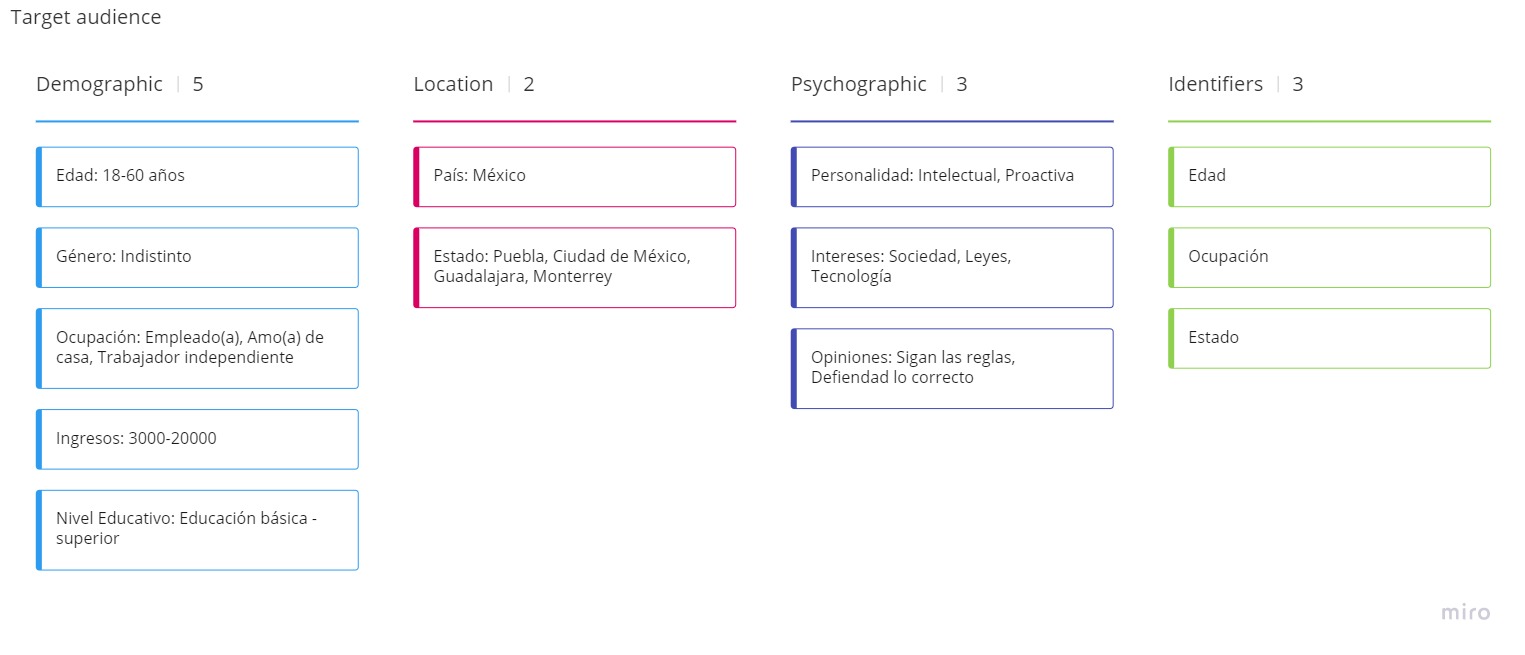 Target audience
Demographic | 5
Edad: 18-60 años
Género: Indistinto
Ocupación: Empleado(a), Amo(a) de
casa, Trabajador independiente
Ingresos: 3000-20000
Nivel Educativo: Educación básica -
superior
Location | 2
País: México
Estado: Puebla, Ciudad de México,
Guadalajara, Monterrey
Psychographic | 3
Personalidad: Intelectual, Proactiva
Intereses: Sociedad, Leyes,
Tecnología
Opiniones: Sigan las reglas,
Defiendad lo correcto
Identifiers | 3
Edad
Ocupación
Estado
miro